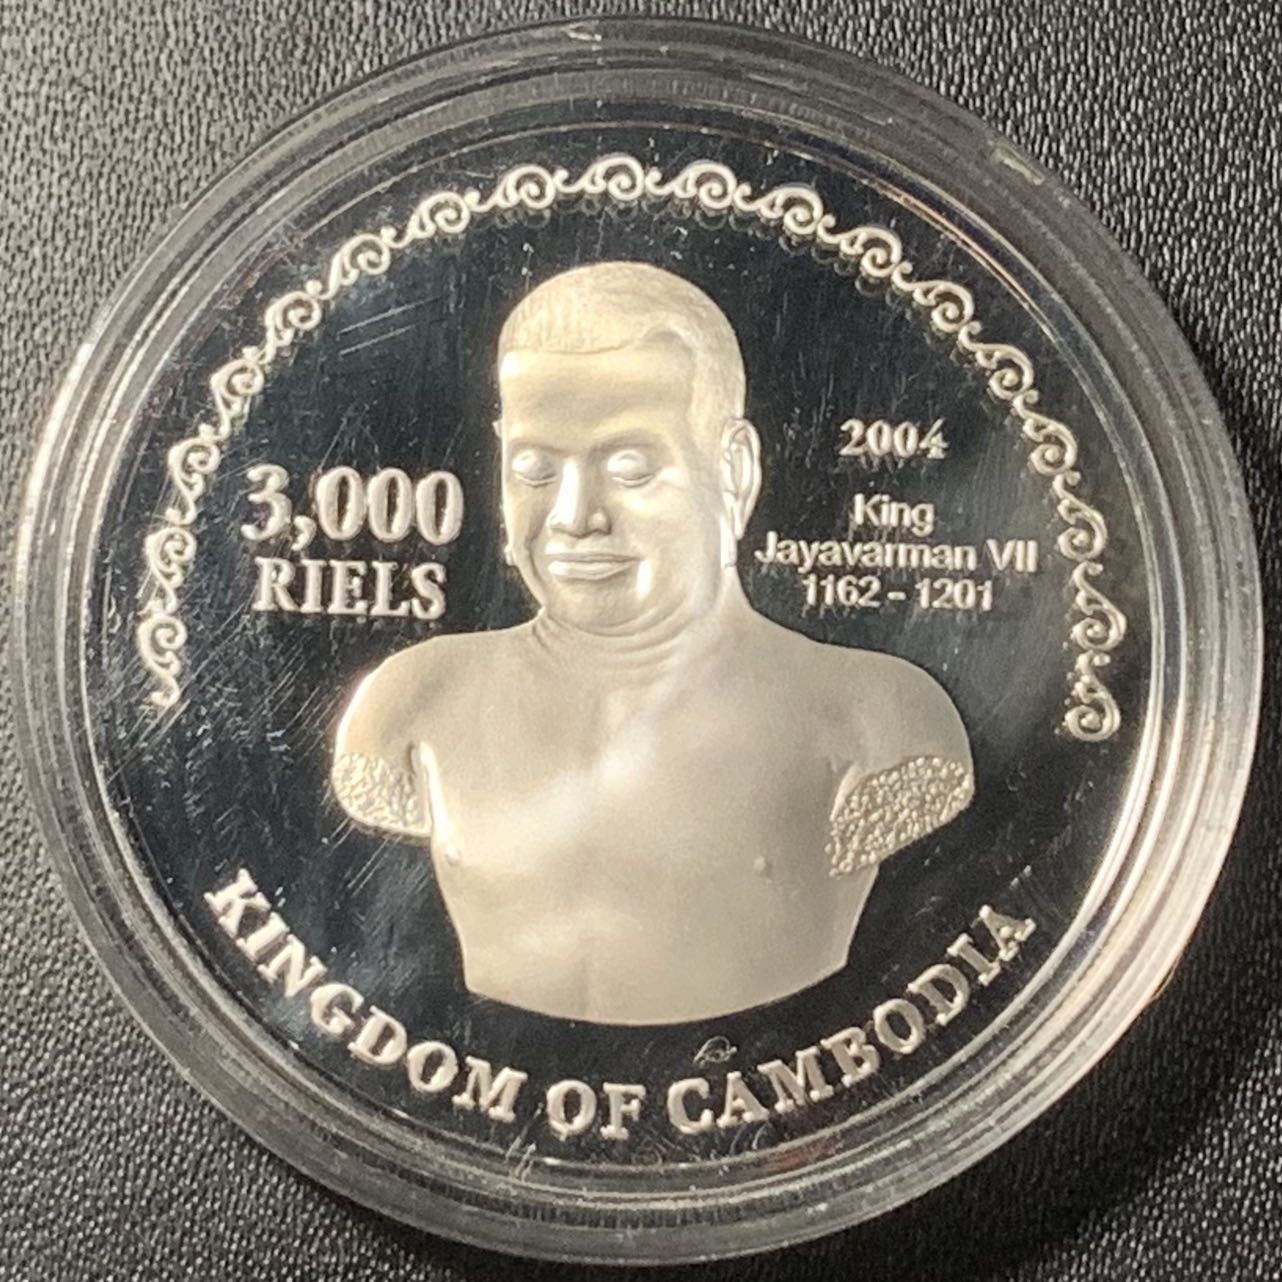 3,000
RIELS
2004
King
Jayavarman VII
1162 - 1201
KINGDOM OF CAMBODIA